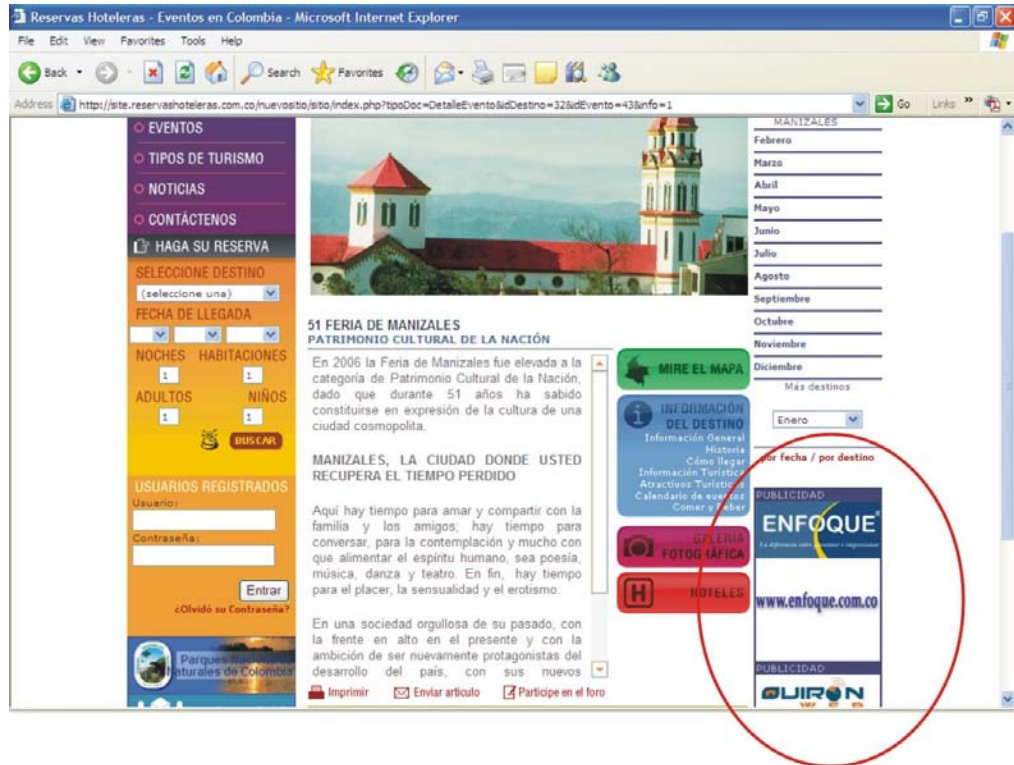 Reservas Hoteleras - Eventos en Colombia - Microsoft Internet Explorer
File Edit View Favorites Tools Help
Back Search Favorites
Address http://site.reservashoteleras.com.co/nuevositio/sitio/index.php?tipoDoc=DetalleEvento&idDestino=32&idEvento=43&info=1 Go Links »
EVENTOS
TIPOS DE TURISMO
NOTICIAS
CONTÁCTENOS
HAGA SU RESERVA
SELECCIONE DESTINO
(seleccione una)
FECHA DE LLEGADA
NOCHES HABITACIONES
1 1
ADULTOS NIÑOS
1 1
BUSCAR
USUARIOS REGISTRADOS
Usuario:
Contraseña:
Entrar
¿Olvidó su Contraseña?
Parques Nacionales
Naturales de Colombia
51 FERIA DE MANIZALES
PATRIMONIO CULTURAL DE LA NACIÓN
En 2006 la Feria de Manizales fue elevada a la
categoría de Patrimonio Cultural de la Nación,
dado que durante 51 años ha sabido
constituirse en expresión de la cultura de una
ciudad cosmopolita.
MANIZALES, LA CIUDAD DONDE USTED
RECUPERA EL TIEMPO PERDIDO
Aquí hay tiempo para amar y compartir con la
familia y los amigos; hay tiempo para
conversar, para la contemplación y mucho con
que alimentar el espíritu humano, sea poesía,
música, danza y teatro. En fin, hay tiempo
para el placer, la sensualidad y el erotismo.
En una sociedad orgullosa de su pasado, con
la frente en alto en el presente y con la
ambición de ser nuevamente protagonistas del
desarrollo del país, con sus nuevos
Imprimir Enviar articulo Participe en el foro
MIRE EL MAPA
INFORMACIÓN
DEL DESTINO
Información General
Historia
Cómo llegar
Información Turística
Atractivos Turísticos
Calendario de eventos
Comer y Beber
GALERÍA
FOTOGRÁFICA
H HOTELES
MANIZALES
Febrero
Marzo
Abril
Mayo
Junio
Julio
Agosto
Septiembre
Octubre
Noviembre
Diciembre
Más destinos
Enero
por fecha / por destino
PUBLICIDAD
ENFOQUE
www.enfoque.com.co
PUBLICIDAD
QUIRON
WEB